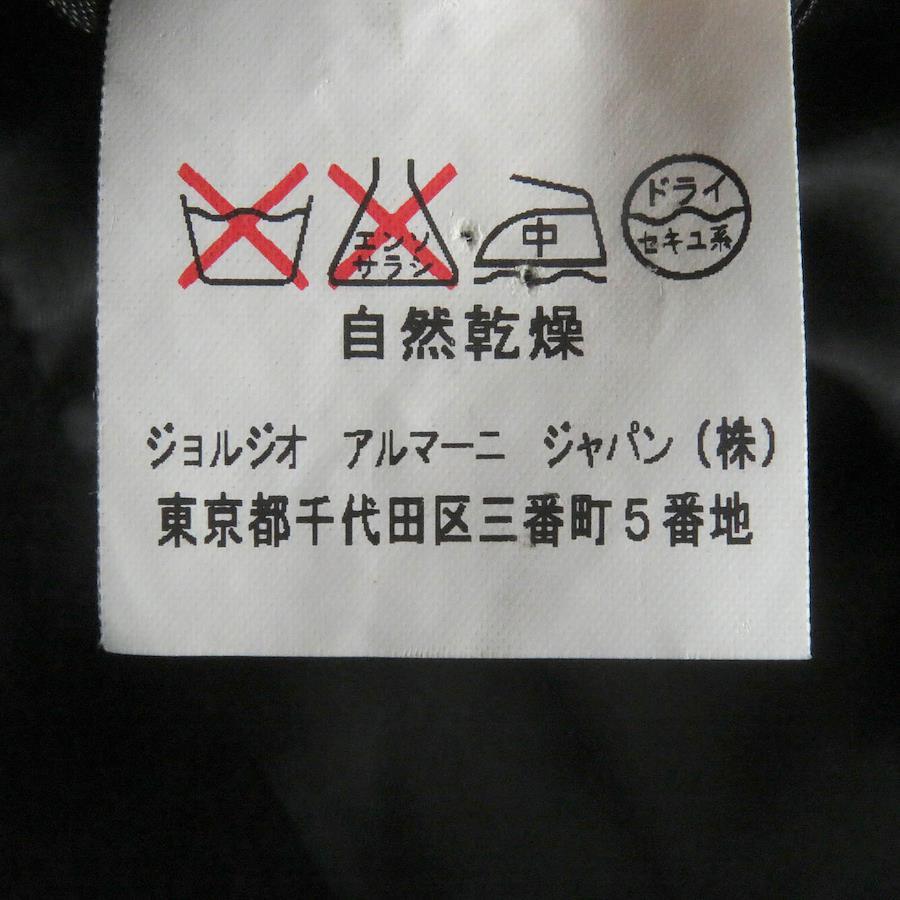 エンソ
サラシ
中
ドライ
セキユ系
自然乾燥
ジョルジオ アルマーニ ジャパン(株)
東京都千代田区三番町5番地